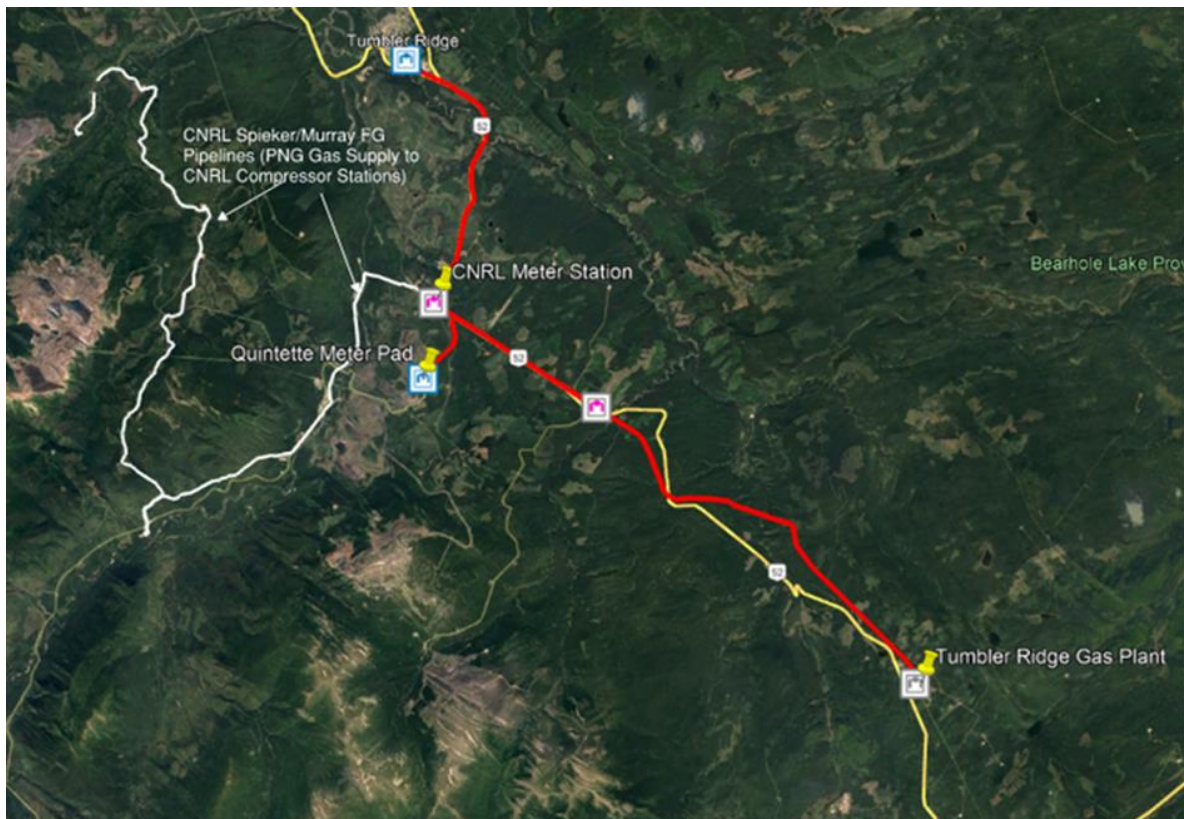 Tumbler Ridge
52
CNRL Spieker/Murray FG
Pipelines (PNG Gas Supply to
CNRL Compressor Stations)
Bearhole Lake Prov
CNRL Meter Station
Quintette Meter Pad
52
52
Tumbler Ridge Gas Plant